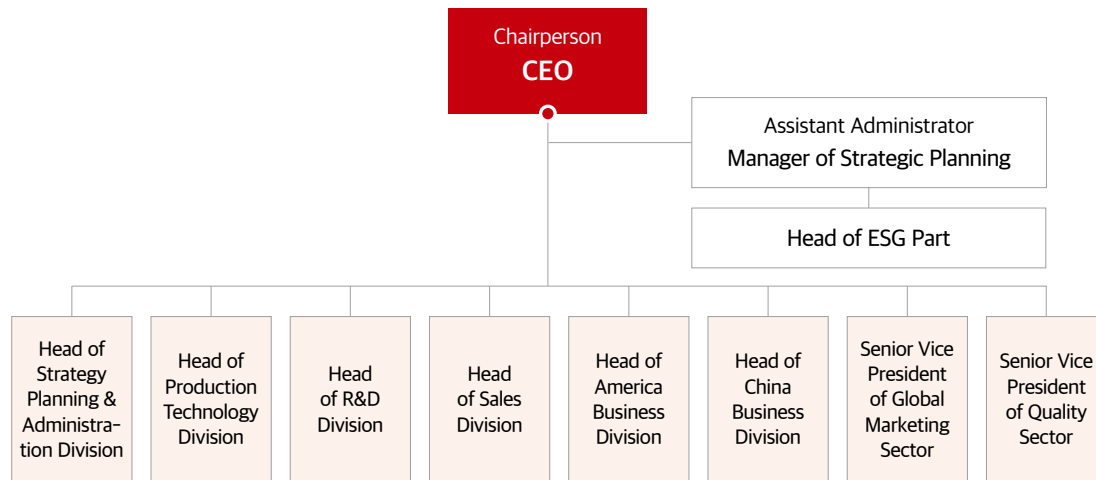 Chairperson
CEO
Assistant Administrator
Manager of Strategic Planning
Head of ESG Part
Head of
Strategy
Planning &
Administra-
tion Division
Head of
Production
Technology
Division
Head
of R&D
Division
Head
of Sales
Division
Head of
America
Business
Division
Head of
China
Business
Division
Senior Vice
President
of Global
Marketing
Sector
Senior Vice
President
of Quality
Sector